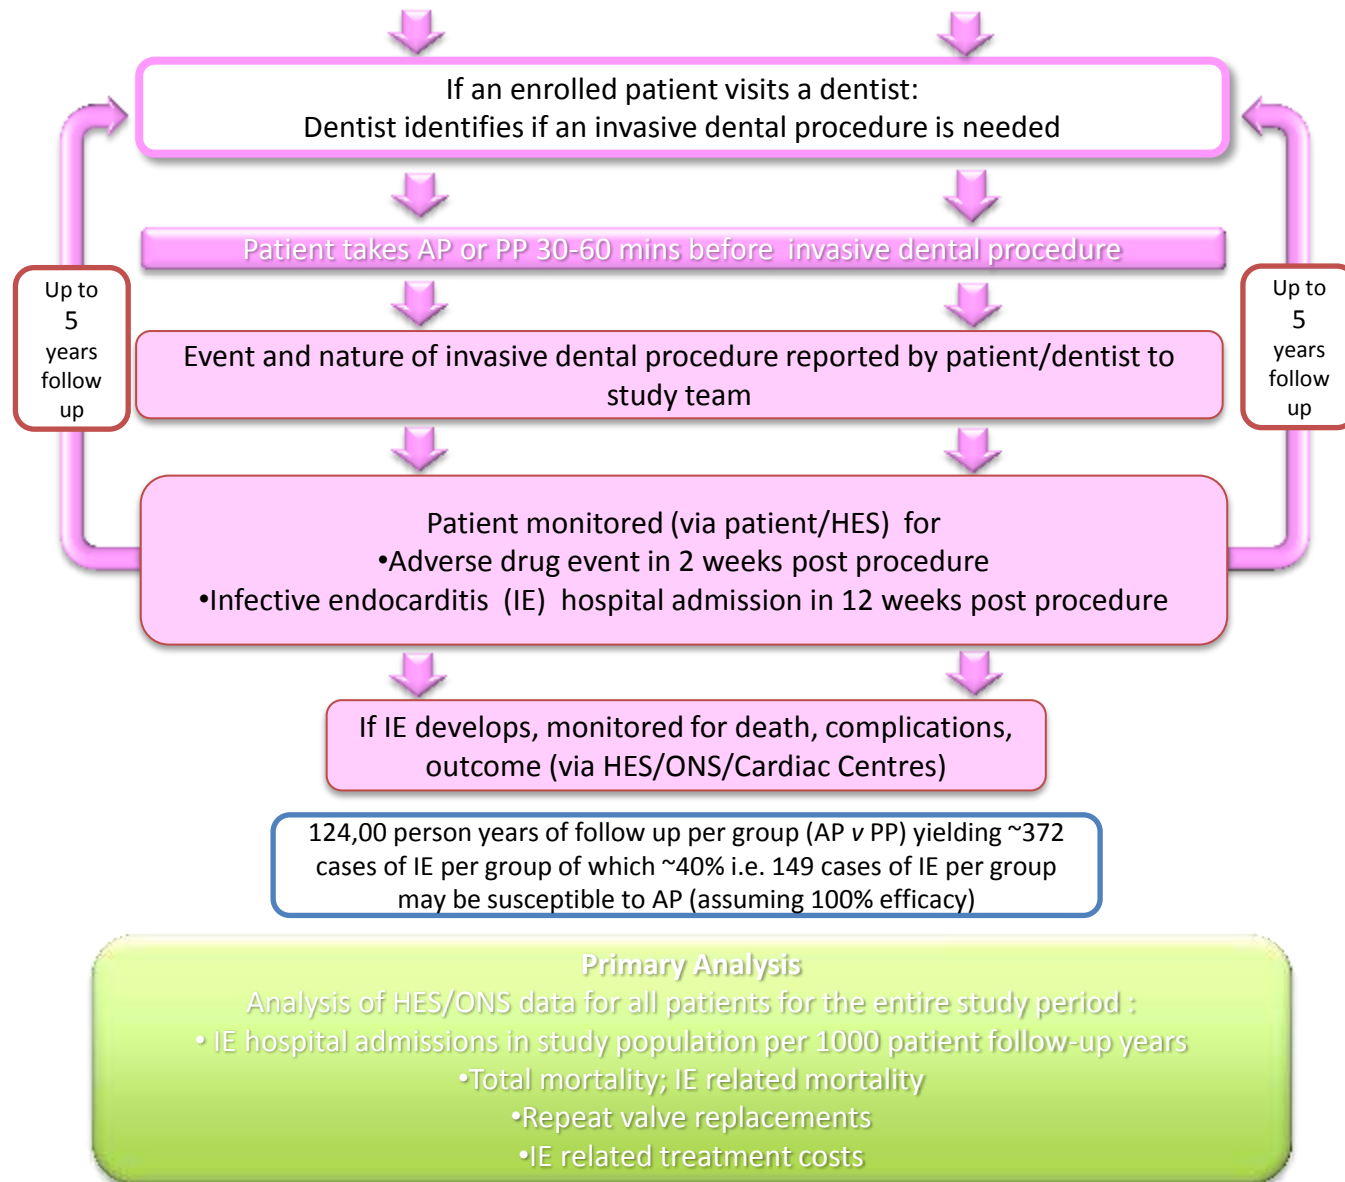 If an enrolled patient visits a dentist:
Dentist identifies if an invasive dental procedure is needed
Patient takes AP or PP 30-60 mins before invasive dental procedure
Up to
5
years
follow
up
Up to
5
years
follow
up
Event and nature of invasive dental procedure reported by patient/dentist to
study team
Patient monitored (via patient/HES) for
•Adverse drug event in 2 weeks post procedure
•Infective endocarditis (IE) hospital admission in 12 weeks post procedure
If IE develops, monitored for death, complications,
outcome (via HES/ONS/Cardiac Centres)
124,00 person years of follow up per group (AP v PP) yielding ~372
cases of IE per group of which ~40% i.e. 149 cases of IE per group
may be susceptible to AP (assuming 100% efficacy)
Primary Analysis
Analysis of HES/ONS data for all patients for the entire study period :
• IE hospital admissions in study population per 1000 patient follow-up years
•Total mortality; IE related mortality
•Repeat valve replacements
•IE related treatment costs